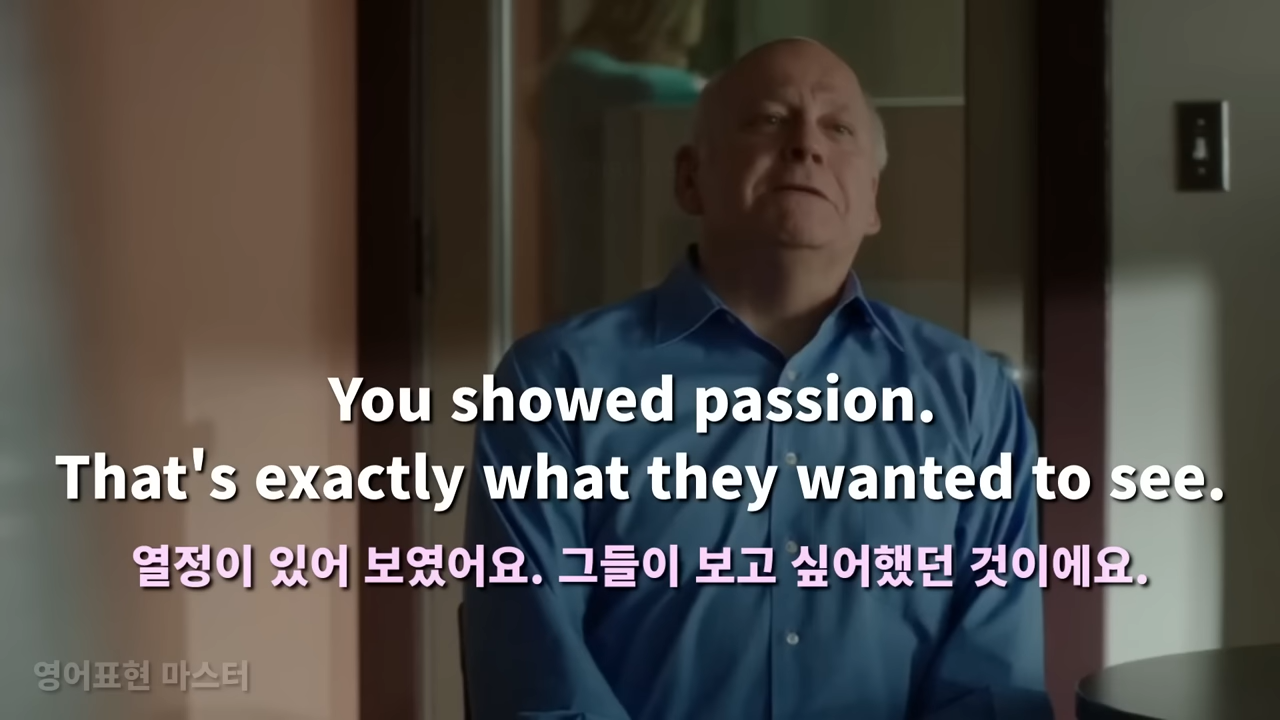 You showed passion.
That's exactly what they wanted to see.
열정이 있어 보였어요. 그들이 보고 싶어했던 것이에요.
영어표현 마스터